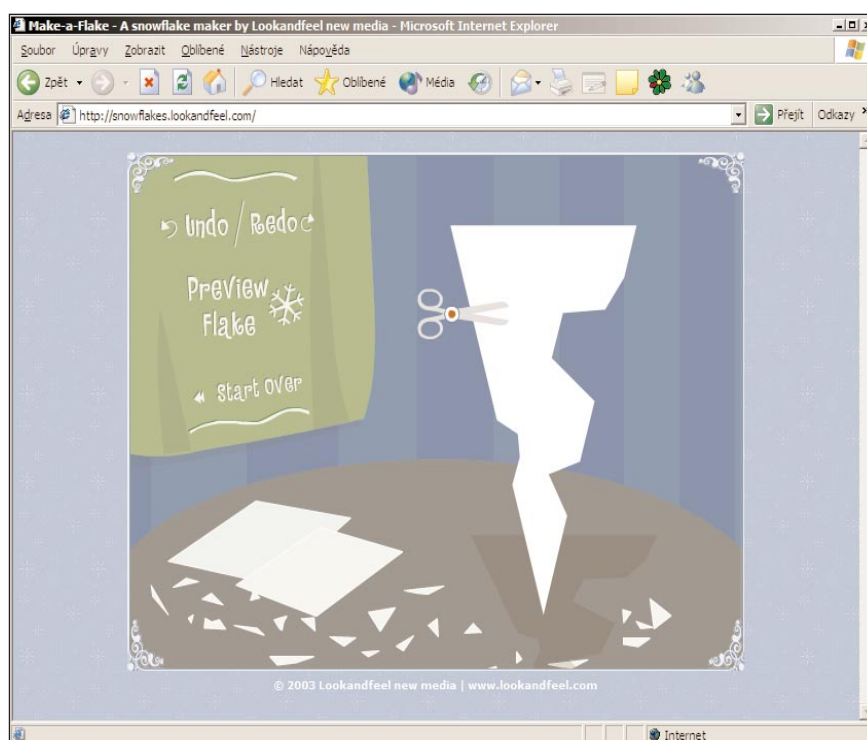 Make-a-Flake - A snowflake maker by Lookandfeel new media - Microsoft Internet Explorer
Soubor Úpravy Zobrazit Oblíbené Nástroje Nápověda
Zpět Hledat Oblíbené Média
Adresa http://snowflakes.lookandfeel.com/ Přejít Odkazy
Undo / Redo
Preview
Flake
Start Over
© 2003 Lookandfeel new media | www.lookandfeel.com
Internet